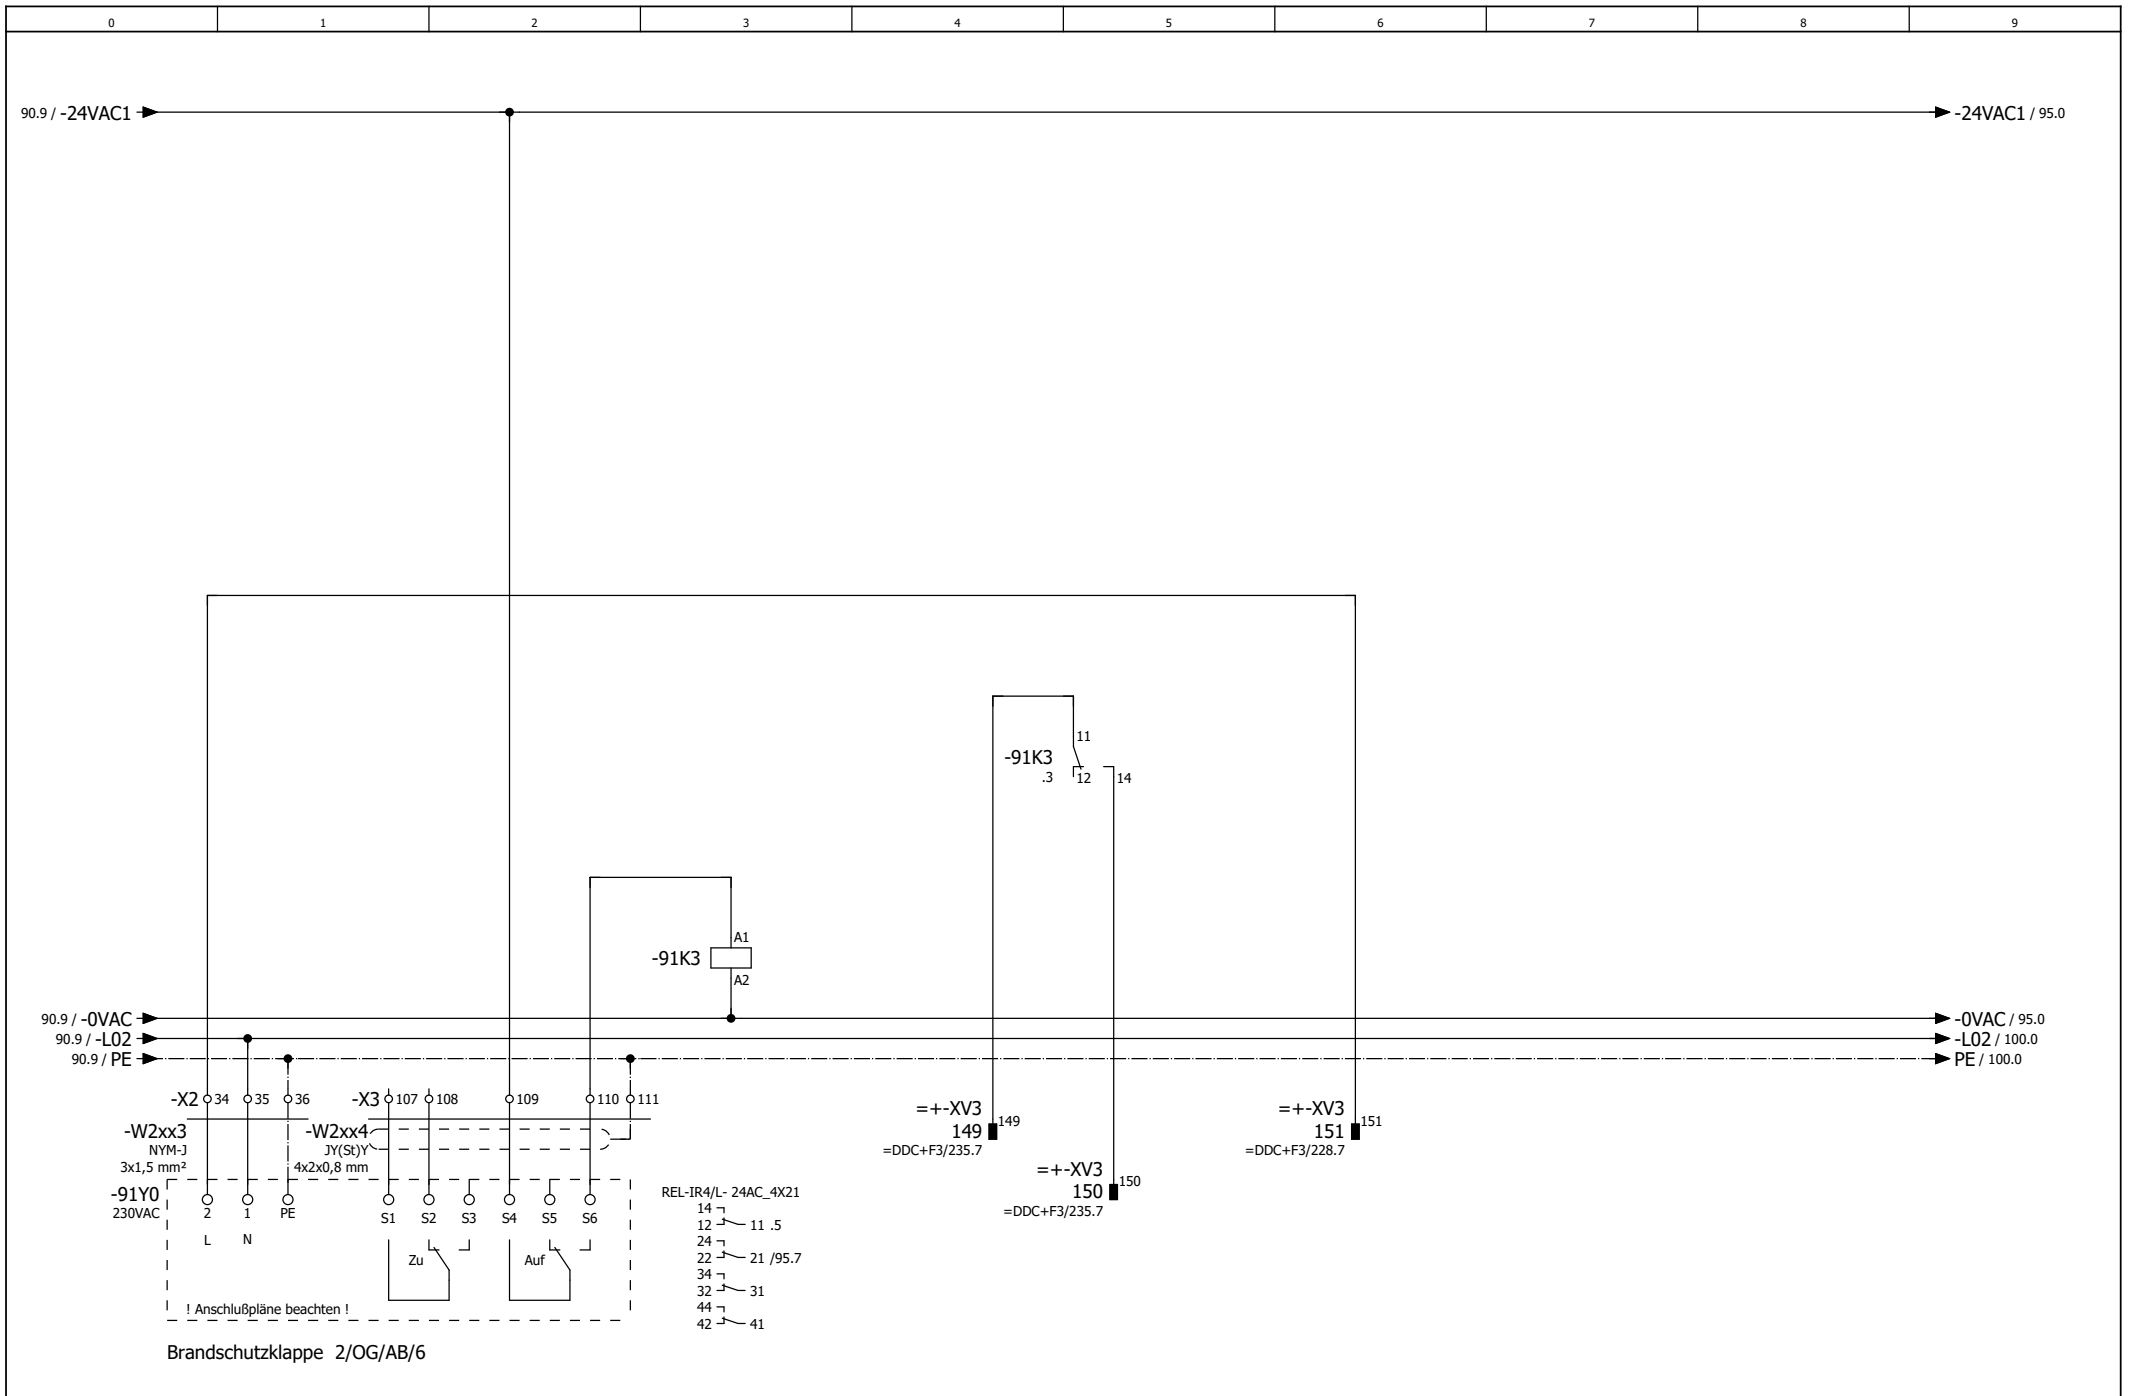 0 1 2 3 4 5 6 7 8 9
90.9 / -24VAC1
-24VAC1 / 95.0
11
-91K3
.3
12
14
A1
-91K3
A2
90.9 / -0VAC
-0VAC / 95.0
90.9 / -L02
-L02 / 100.0
90.9 / PE
PE / 100.0
-X2 34 35 36
-X3 107 108 109 110 111
-W2xx3
NYM-J
3x1,5 mm²
-W2xx4
JY(St)Y
4x2x0,8 mm
=+-XV3
149 149
=DDC+F3/235.7
=+-XV3
150 150
=DDC+F3/235.7
=+-XV3
151 151
=DDC+F3/228.7
-91Y0
230VAC
2 1 PE S1 S2 S3 S4 S5 S6
L N
Zu Auf
! Anschlußpläne beachten !
Brandschutzklappe 2/OG/AB/6
REL-IR4/L- 24AC_4X21
14
12 11 .5
24
22 21 /95.7
34
32 31
44
42 41